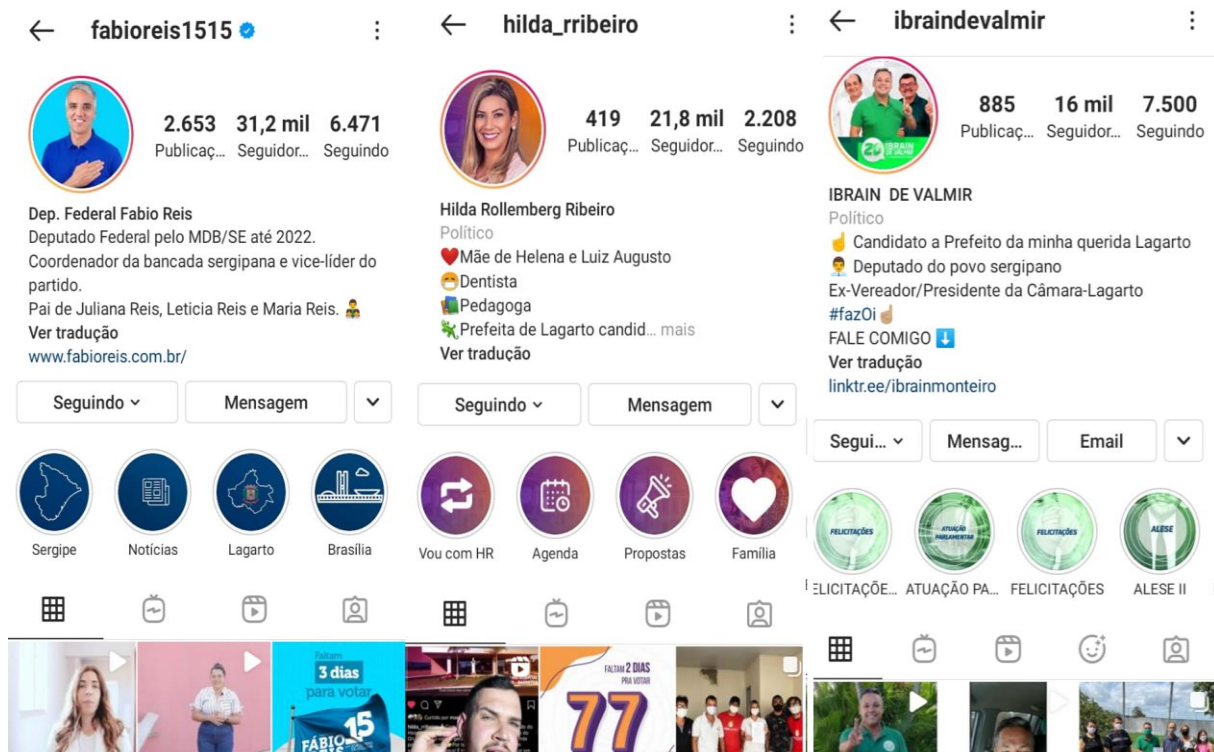 fabioreis1515
2.653 31,2 mil 6.471
Publicaç... Seguidor... Seguindo
Dep. Federal Fabio Reis
Deputado Federal pelo MDB/SE até 2022.
Coordenador da bancada sergipana e vice-líder do
partido.
Pai de Juliana Reis, Leticia Reis e Maria Reis.
Ver tradução
www.fabioreis.com.br/
Seguindo Mensagem
Sergipe Notícias Lagarto Brasília
Faltam
3 dias
para votar
15
FÁBIO
hilda_rribeiro
419 21,8 mil 2.208
Publicaç... Seguidor... Seguindo
Hilda Rollemberg Ribeiro
Político
Mãe de Helena e Luiz Augusto
Dentista
Pedagoga
Prefeita de Lagarto candid... mais
Ver tradução
Seguindo Mensagem
Vou com HR Agenda Propostas Família
FALTAM 2 DIAS
PRA VOTAR
77
ibraindevalmir
20 IBRAIN
DE VALMIR
885 16 mil 7.500
Publicaç... Seguidor... Seguindo
IBRAIN DE VALMIR
Político
Candidato a Prefeito da minha querida Lagarto
Deputado do povo sergipano
Ex-Vereador/Presidente da Câmara-Lagarto
#fazOi
FALE COMIGO
Ver tradução
linktr.ee/ibrainmonteiro
Segui... Mensag... Email
FELICITAÇÕES ATUAÇÃO PARLAMENTAR FELICITAÇÕES ALESE
ELICITAÇÕE... ATUAÇÃO PA... FELICITAÇÕES ALESE II